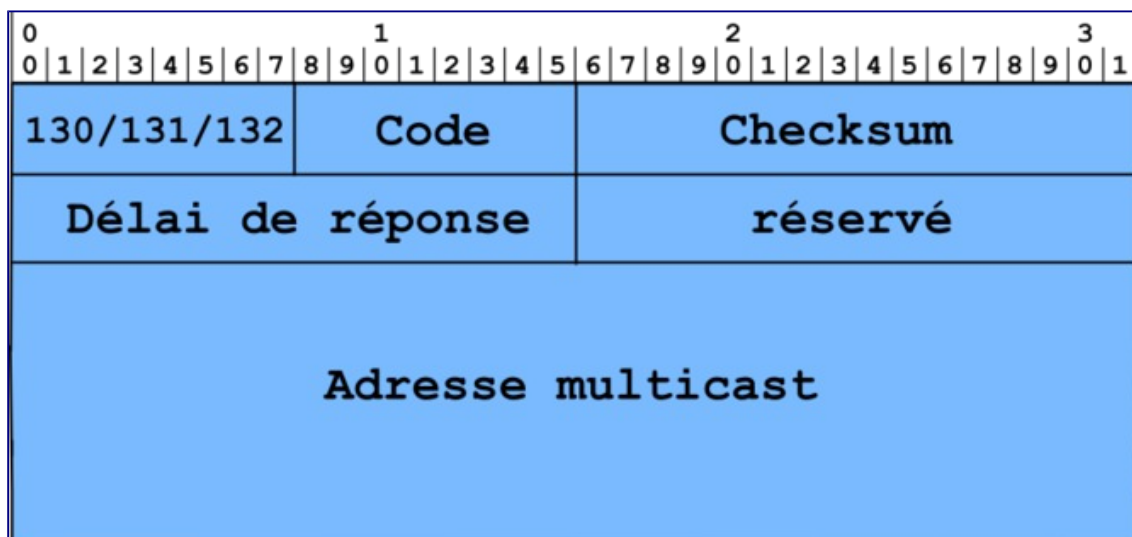 0 1 2 3
0|1|2|3|4|5|6|7|8|9|0|1|2|3|4|5|6|7|8|9|0|1|2|3|4|5|6|7|8|9|0|1
130/131/132 Code Checksum
Délai de réponse réservé
Adresse multicast